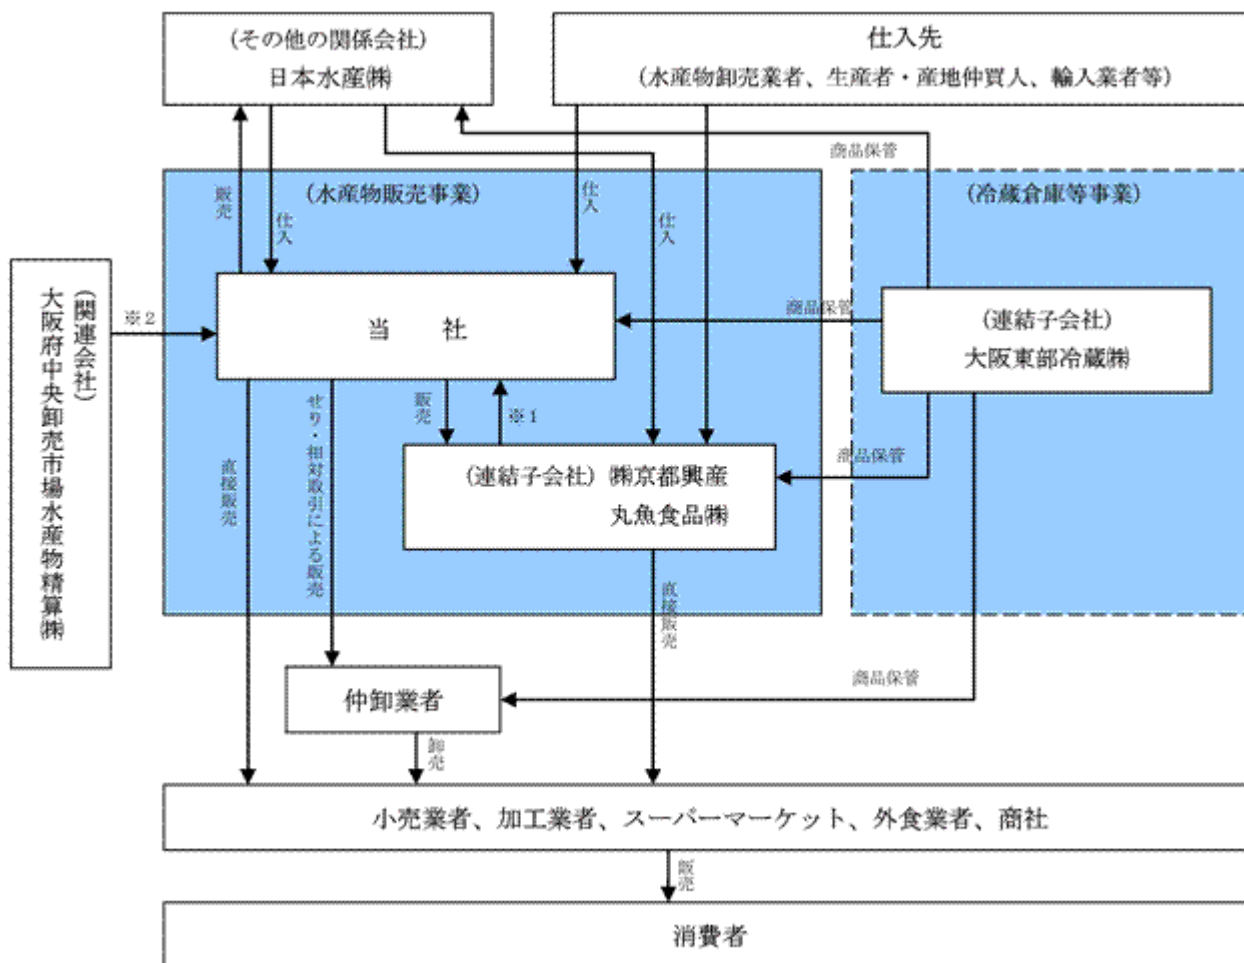 (その他の関係会社)
日本水産㈱
仕入先
(水産物卸売業者、生産者・産地仲買人、輸入業者等)
商品保管
(水産物販売事業)
(冷蔵倉庫等事業)
販売
仕入
仕入
仕入
(関連会社)
大阪府中央卸売市場水産物精算㈱
※2
当 社
商品保管
(連結子会社)
大阪東部冷蔵㈱
販売
※1
せり・相対取引による販売
直接販売
(連結子会社) ㈱京都興産
丸魚食品㈱
商品保管
直接販売
仲卸業者
商品保管
卸売
小売業者、加工業者、スーパーマーケット、外食業者、商社
販売
消費者